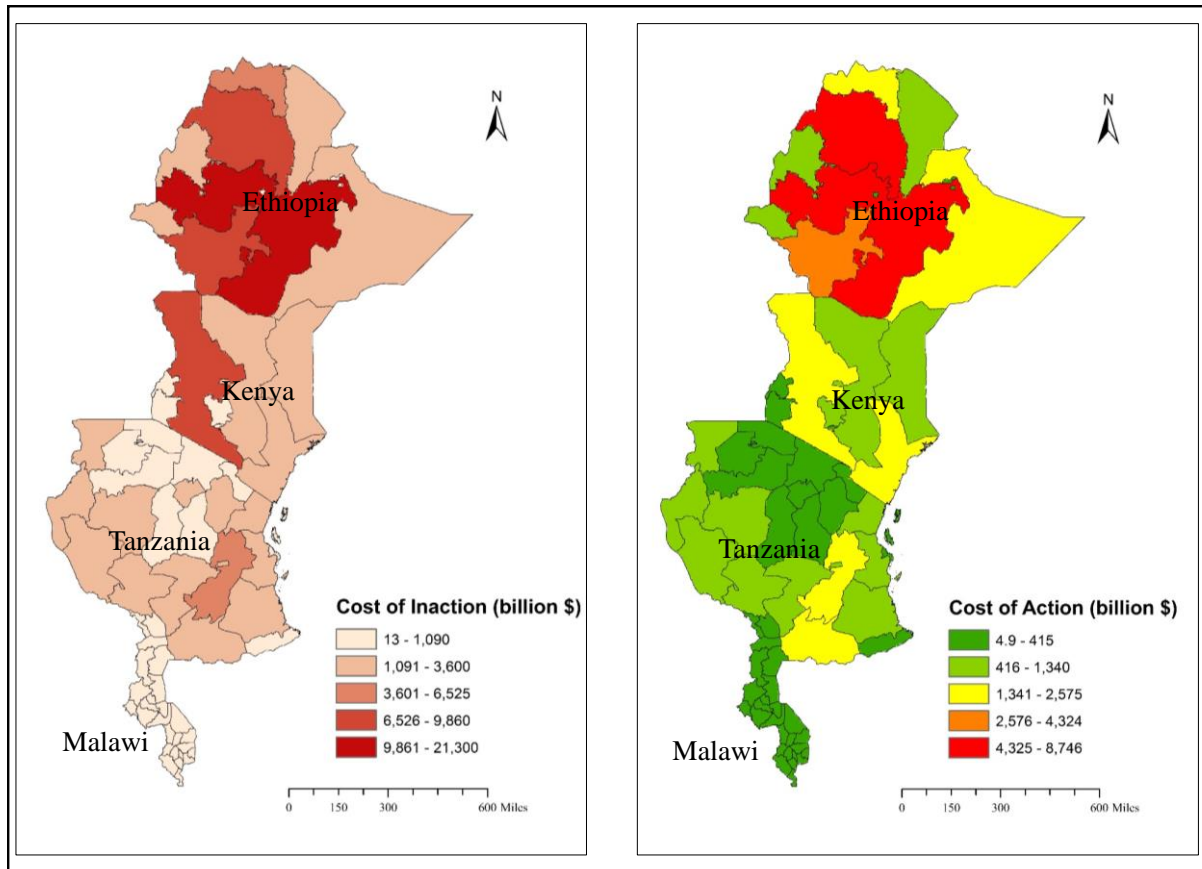 N
Ethiopia
Kenya
Tanzania
Malawi
Cost of Inaction (billion $)
13 - 1,090
1,091 - 3,600
3,601 - 6,525
6,526 - 9,860
9,861 - 21,300
0 150 300 600 Miles
N
Ethiopia
Kenya
Tanzania
Malawi
Cost of Action (billion $)
4.9 - 415
416 - 1,340
1,341 - 2,575
2,576 - 4,324
4,325 - 8,746
0 150 300 600 Miles